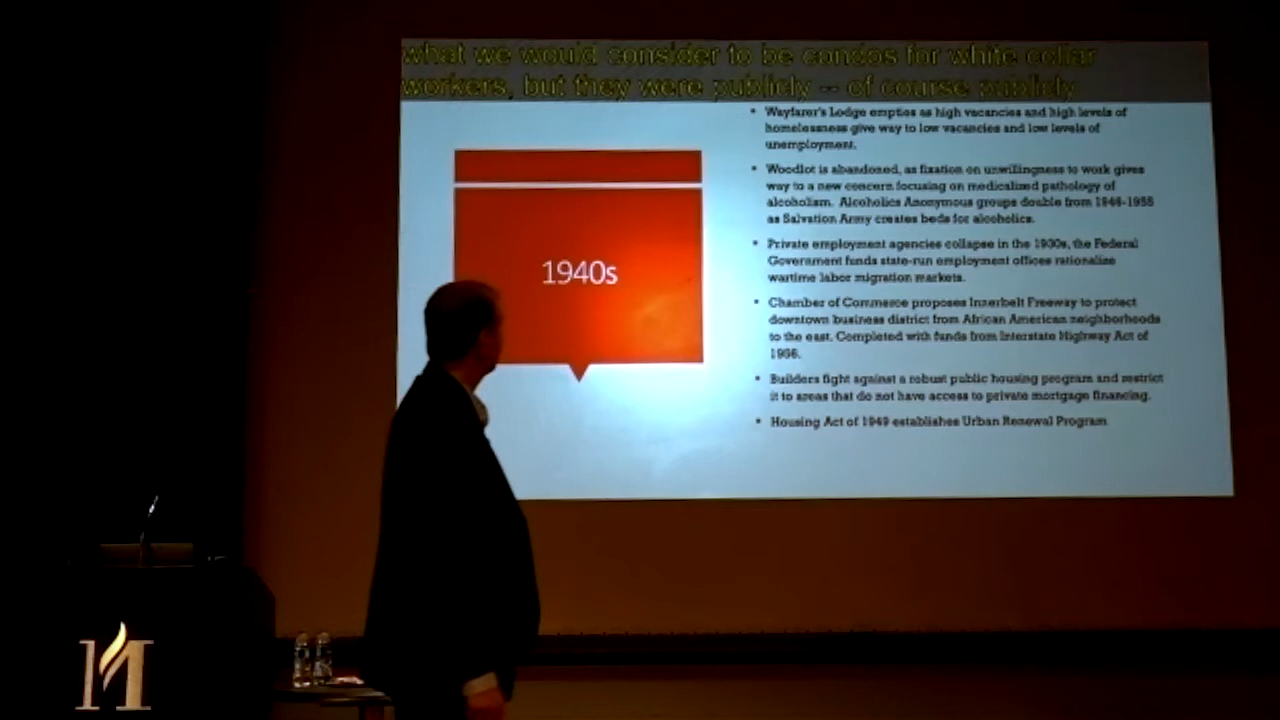 what we would consider to be condos for white collar
workers, but they were publicly -- of course publicly
1940s
• Wayfarer's Lodge empties as high vacancies and high levels of
homelessness give way to low vacancies and low levels of
unemployment.
• Woodlot is abandoned, as fixation on unwillingness to work gives
way to a new concern focusing on medicalized pathology of
alcoholism. Alcoholics Anonymous groups double from 1946-1955
as Salvation Army creates beds for alcoholics.
• Private employment agencies collapse in the 1930s, the Federal
Government funds state-run employment offices rationalize
wartime labor migration markets.
• Chamber of Commerce proposes Innerbelt Freeway to protect
downtown business district from African American neighborhoods
to the east. Completed with funds from Interstate Highway Act of
1956.
• Builders fight against a robust public housing program and restrict
it to areas that do not have access to private mortgage financing.
• Housing Act of 1949 establishes Urban Renewal Program